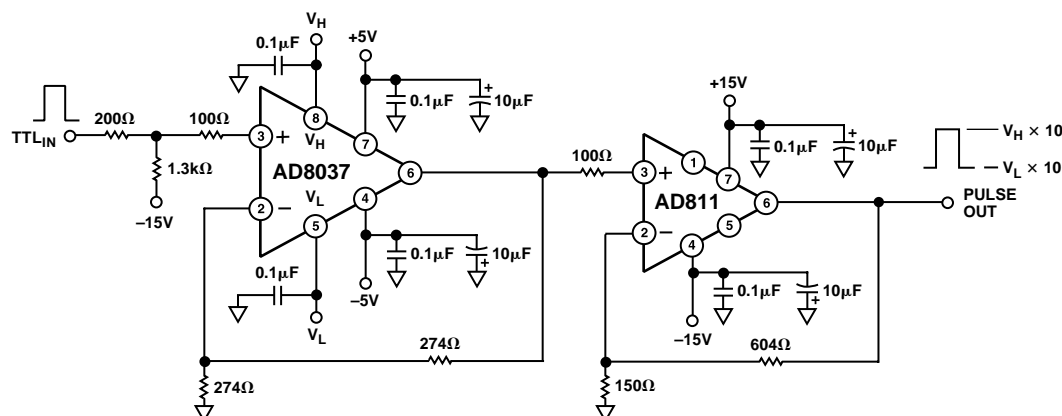 V_H
0.1µF
+5V
0.1µF
10µF
+
+15V
TTL_IN
200Ω
100Ω
1.3kΩ
–15V
3
+
8
V_H
7
AD8037
6
2
–
V_L
5
4
0.1µF
V_L
–5V
0.1µF
10µF
+
274Ω
274Ω
100Ω
3
+
1
7
AD811
6
2
–
5
4
0.1µF
10µF
+
–15V
0.1µF
10µF
+
604Ω
150Ω
V_H × 10
V_L × 10
PULSE
OUT